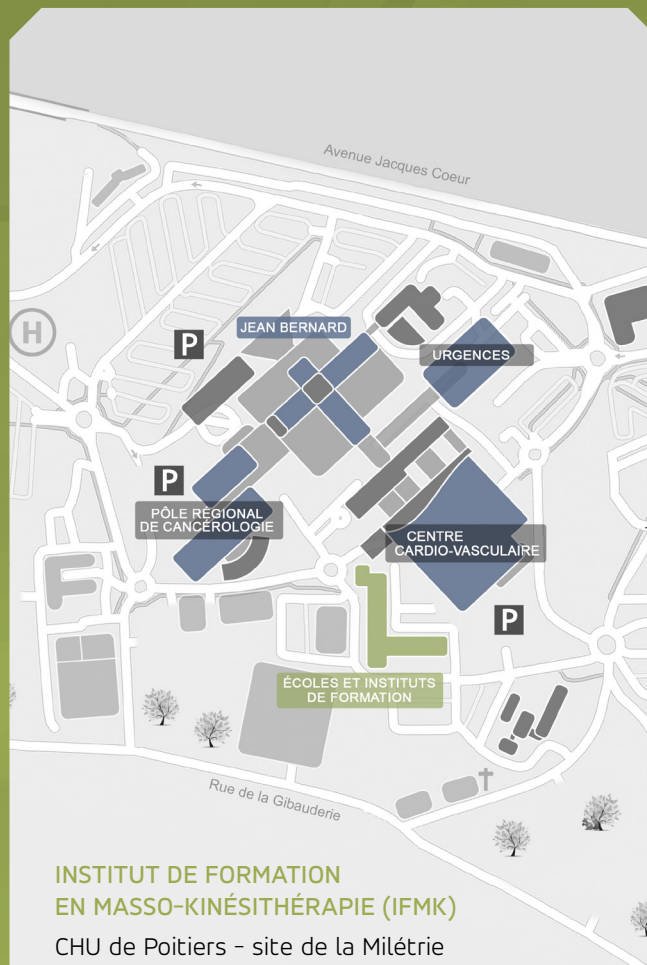 Avenue Jacques Coeur
H
P
JEAN BERNARD
URGENCES
P
PÔLE RÉGIONAL
DE CANCÉROLOGIE
CENTRE
CARDIO-VASCULAIRE
P
ÉCOLES ET INSTITUTS
DE FORMATION
Rue de la Gibauderie
INSTITUT DE FORMATION
EN MASSO-KINÉSITHÉRAPIE (IFMK)
CHU de Poitiers - site de la Milétrie